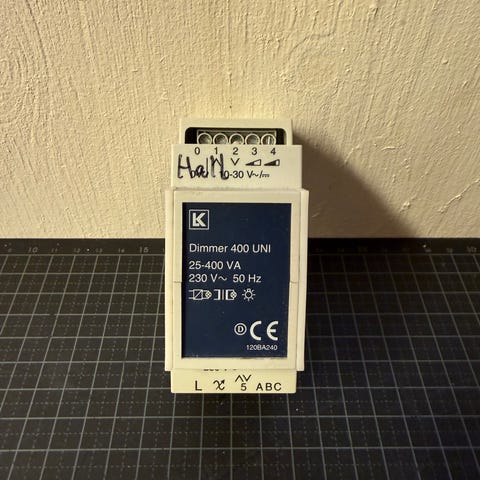 0 1 2 3 4
V
0-30 V~/⎓
LK
Dimmer 400 UNI
25-400 VA
230 V~ 50 Hz
D CE
120BA240
L
5 ABC